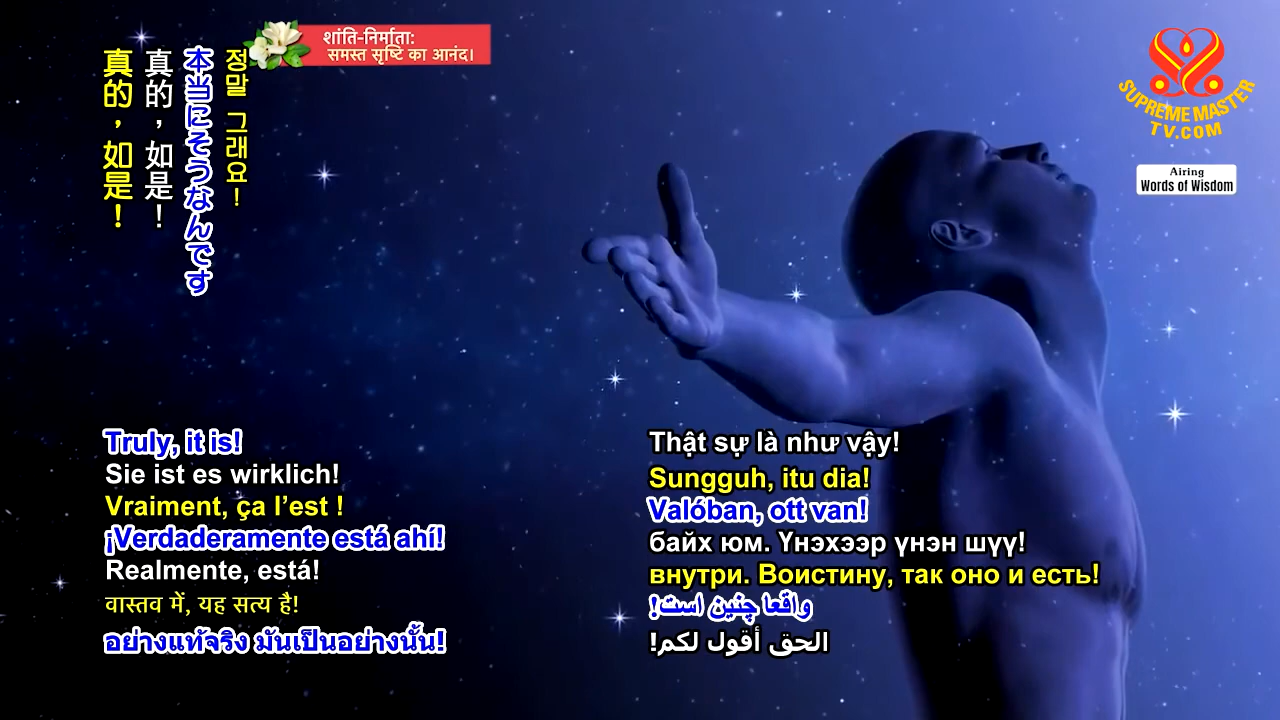 शांति-निर्माता:
समस्त सृष्टि का आनंद।
SUPREME MASTER
TV.COM
Airing
Words of Wisdom
真的，如是！
真的，如是！
本当にそうなんです
정말 그래요!
Truly, it is!
Sie ist es wirklich!
Vraiment, ça l’est !
¡Verdaderamente está ahí!
Realmente, está!
वास्तव में, यह सत्य है!
อย่างแท้จริง มันเป็นอย่างนั้น!
Thật sự là như vậy!
Sungguh, itu dia!
Valóban, ott van!
байх юм. Үнэхээр үнэн шүү!
внутри. Воистину, так оно и есть!
واقعا چنین است!
الحق أقول لكم!